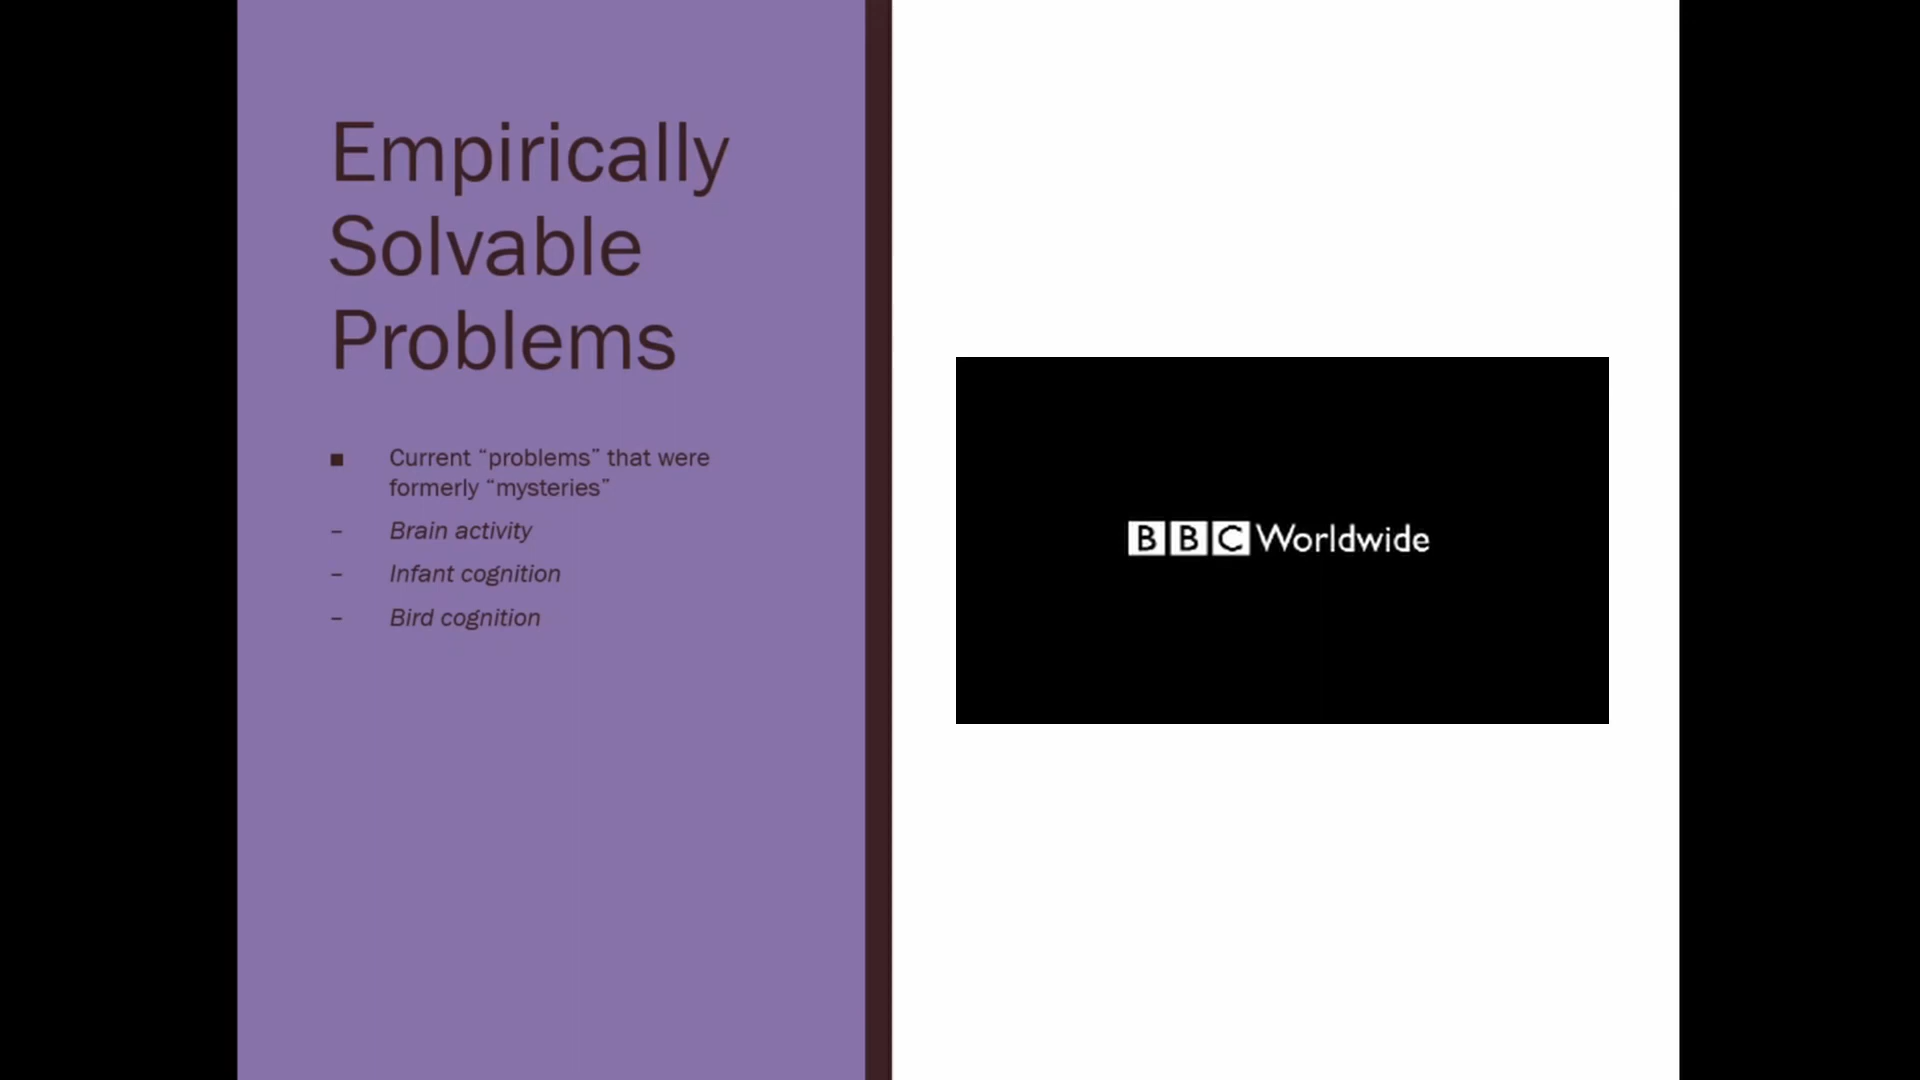 Empirically
Solvable
Problems
■ Current “problems” that were
formerly “mysteries”
– Brain activity
– Infant cognition
– Bird cognition
BBC Worldwide